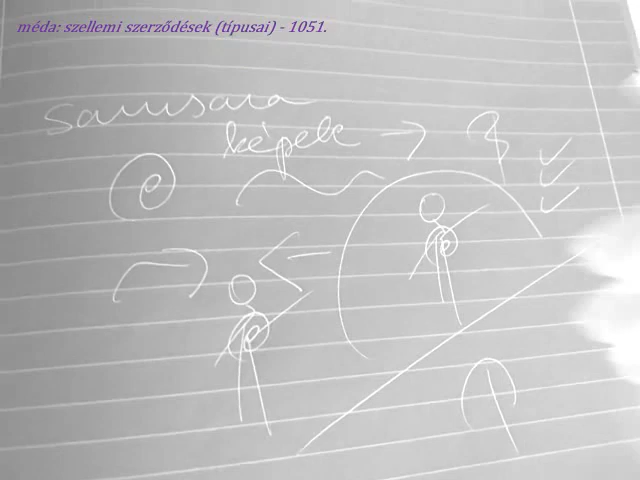 méda: szellemi szerződések (típusai) - 1051.
samsara
képek →